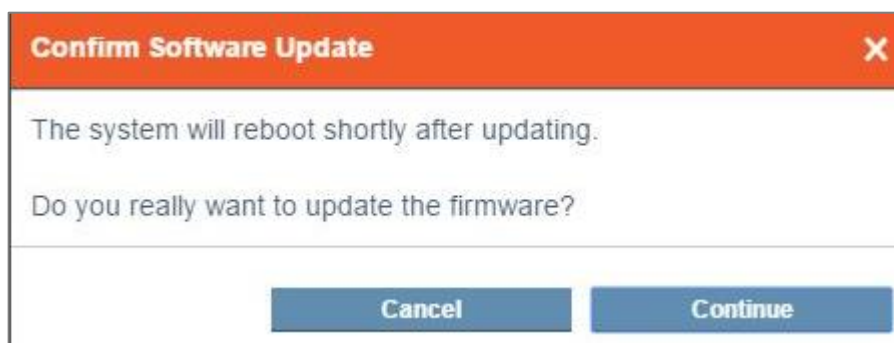 Confirm Software Update
The system will reboot shortly after updating.
Do you really want to update the firmware?
Cancel Continue